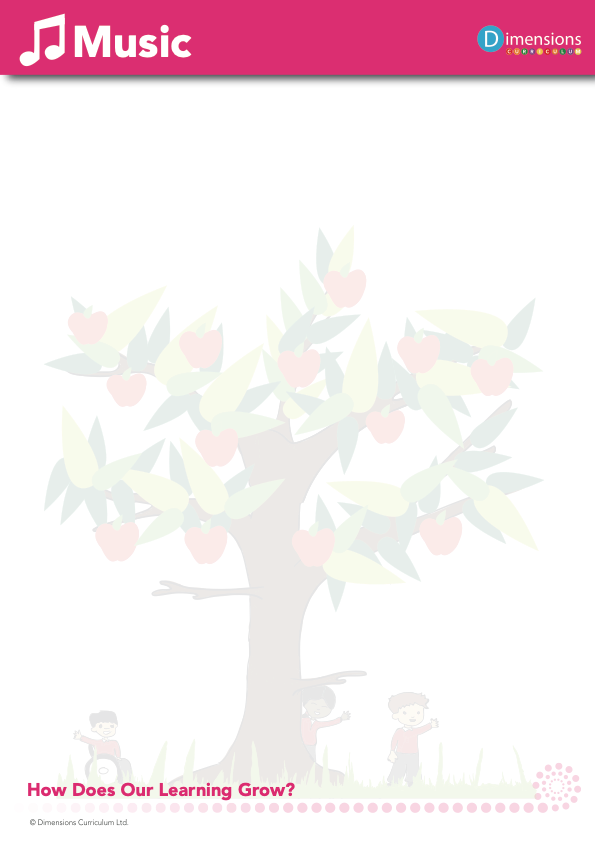 Music
Dimensions
CURRICULUM
How Does Our Learning Grow?
© Dimensions Curriculum Ltd.